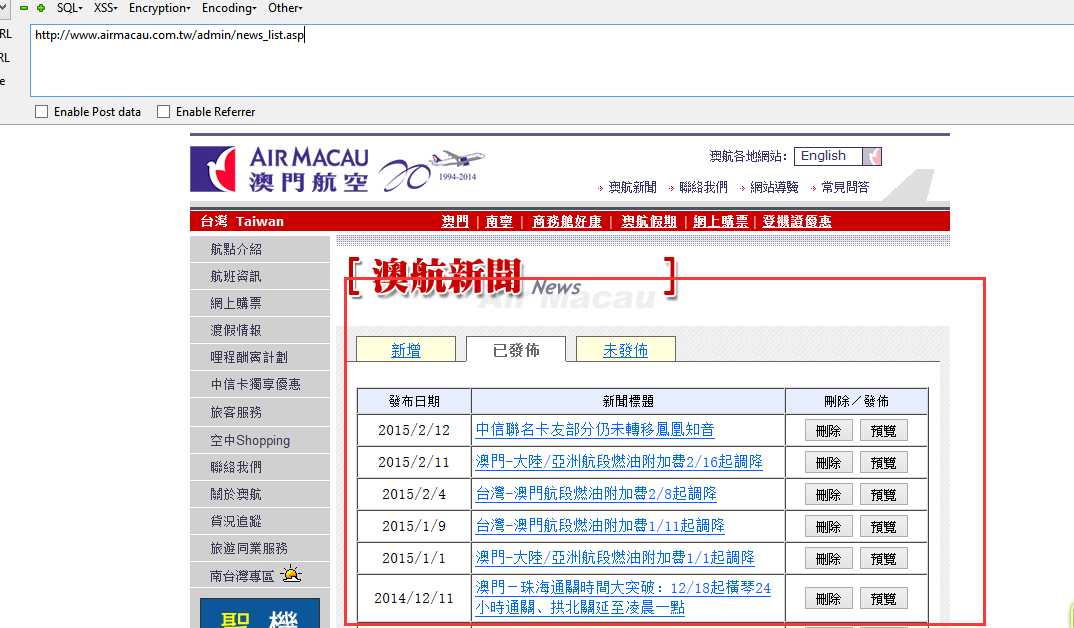 SQL▾ XSS▾ Encryption▾ Encoding▾ Other▾
RL
http://www.airmacau.com.tw/admin/news_list.asp
RL
e
Enable Post data Enable Referrer
AIR MACAU
澳門航空
20
1994-2014
澳航各地網站: English
澳航新聞 聯絡我們 網站導覽 常見問答
台灣 Taiwan
澳門 | 南寧 | 商務艙好康 | 澳航假期 | 網上購票 | 登機證優惠
航點介紹
航班資訊
網上購票
渡假情報
哩程酬賓計劃
中信卡獨享優惠
旅客服務
空中Shopping
聯絡我們
關於澳航
貨況追蹤
旅遊同業服務
南台灣專區
聖 機
[ 澳航新聞 News ]
Air Macau
新增 已發佈 未發佈
發布日期 新聞標題 刪除／發佈
2015/2/12 中信聯名卡友部分仍未轉移鳳凰知音 刪除 預覽
2015/2/11 澳門-大陸/亞洲航段燃油附加費2/16起調降 刪除 預覽
2015/2/4 台灣-澳門航段燃油附加費2/8起調降 刪除 預覽
2015/1/9 台灣-澳門航段燃油附加費1/11起調降 刪除 預覽
2015/1/1 澳門-大陸/亞洲航段燃油附加費1/1起調降 刪除 預覽
2014/12/11 澳門－珠海通關時間大突破：12/18起橫琴24
小時通關、拱北關延至凌晨一點 刪除 預覽